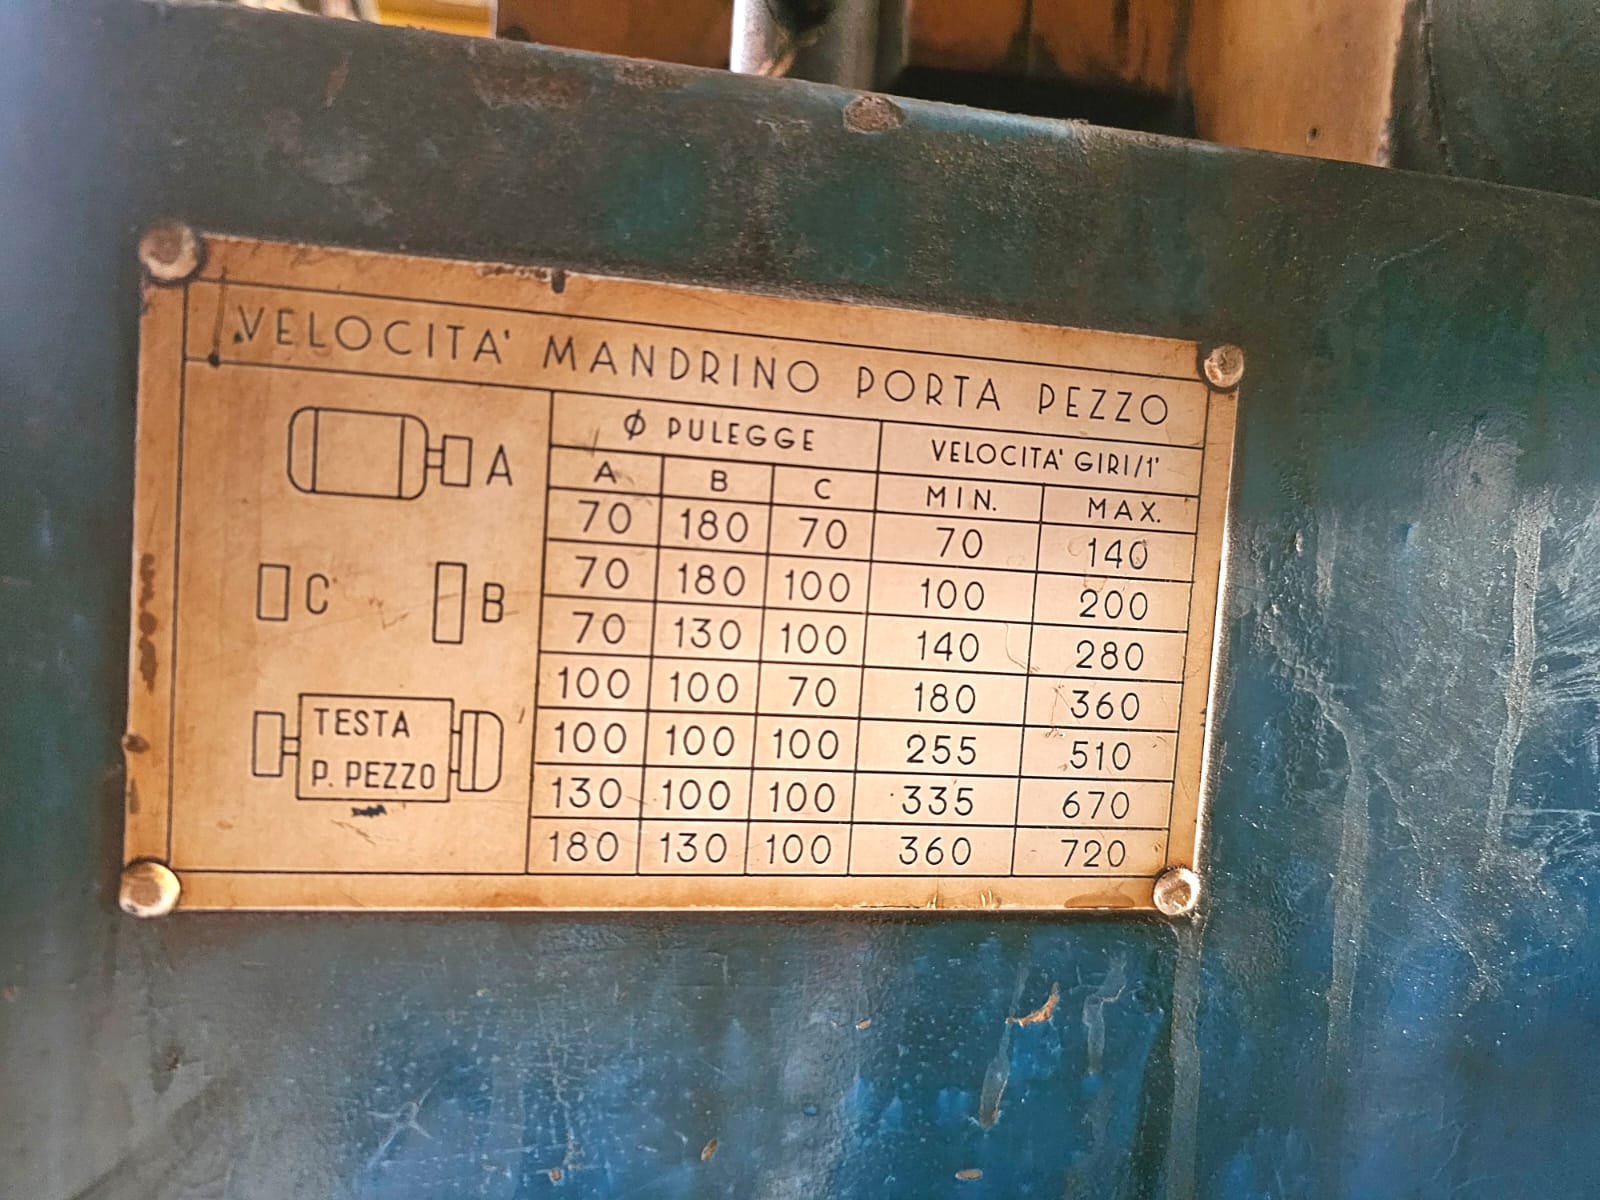 VELOCITA' MANDRINO PORTA PEZZO
Ø PULEGGE VELOCITA' GIRI/1'
A B C MIN. MAX.
70 180 70 70 140
70 180 100 100 200
70 130 100 140 280
100 100 70 180 360
100 100 100 255 510
130 100 100 335 670
180 130 100 360 720
A
C B
TESTA
P. PEZZO